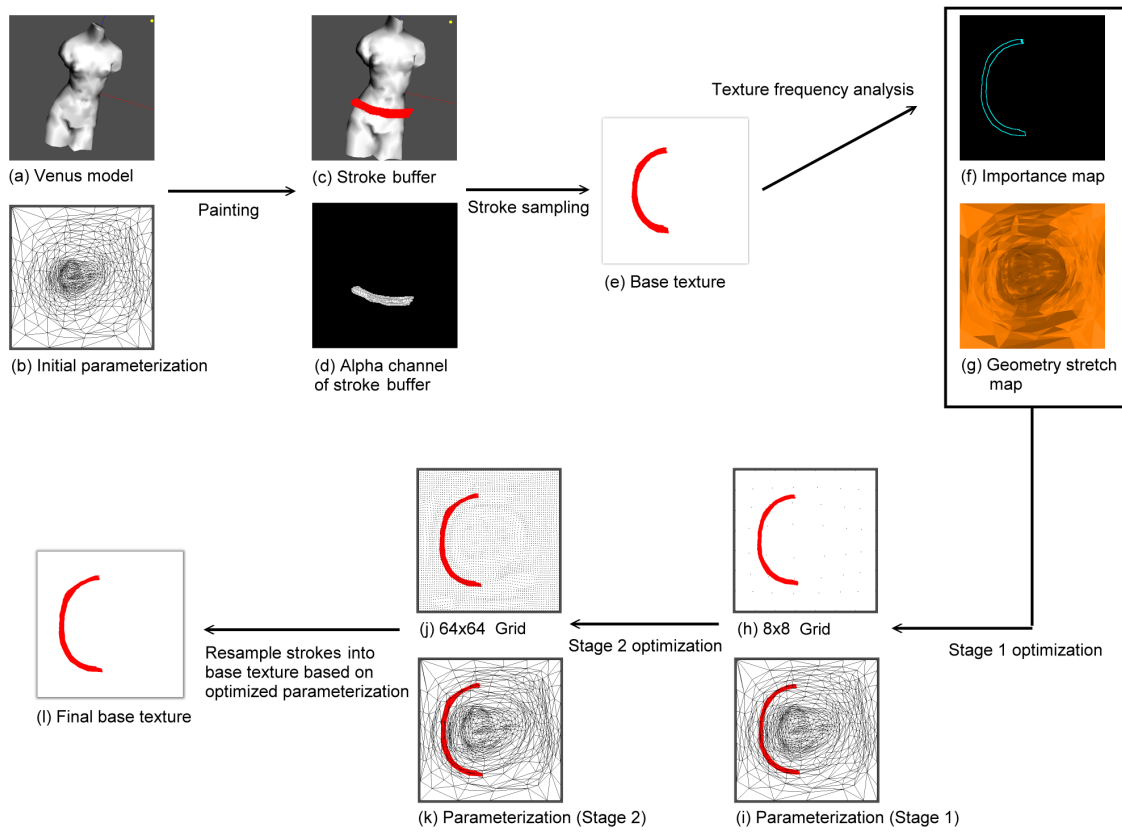 (a) Venus model
(b) Initial parameterization
Painting
(c) Stroke buffer
(d) Alpha channel
of stroke buffer
Stroke sampling
(e) Base texture
Texture frequency analysis
(f) Importance map
(g) Geometry stretch
map
Stage 1 optimization
(h) 8x8 Grid
(i) Parameterization (Stage 1)
Stage 2 optimization
(j) 64x64 Grid
(k) Parameterization (Stage 2)
Resample strokes into
base texture based on
optimized parameterization
(l) Final base texture